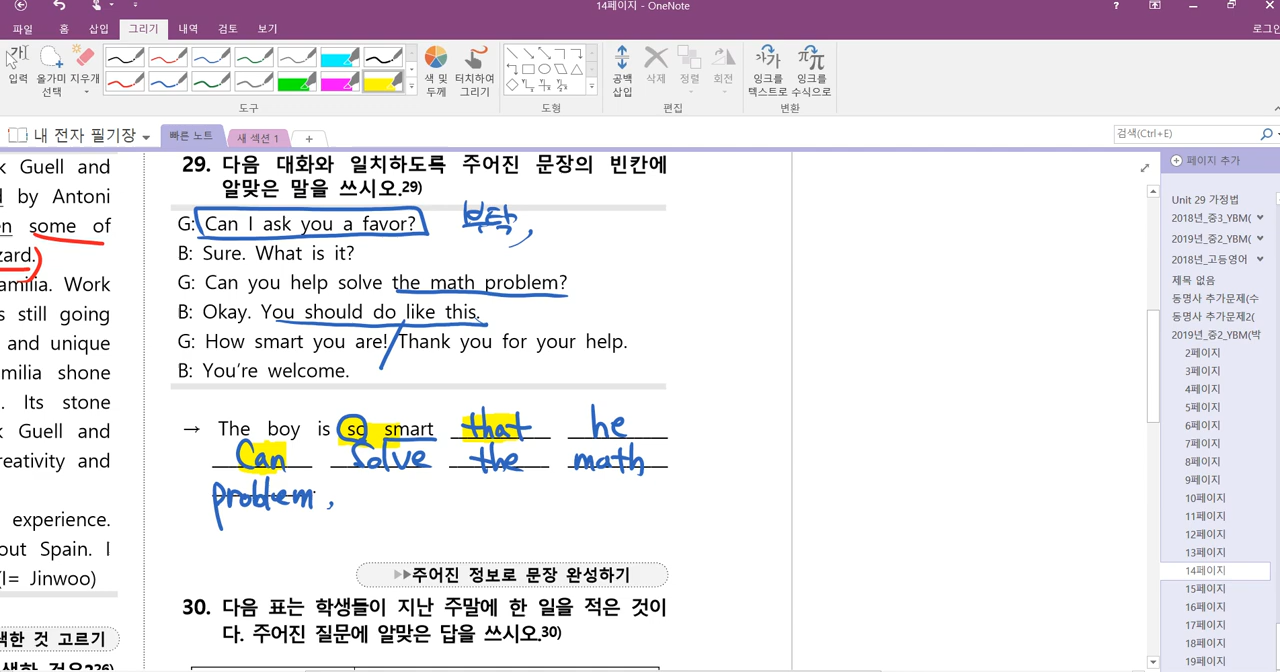 14페이지 - OneNote
?
파일 홈 삽입 그리기 내역 검토 보기
로그인
입력 올가미 선택 지우개
색 및 두께
터치하여 그리기
공백 삽입
삭제 정렬 회전
잉크를 텍스트로
잉크를 수식으로
도구 도형 편집 변환
내 전자 필기장 빠른 노트 새 섹션 1 +
검색(Ctrl+E)
페이지 추가
k Guell and
by Antoni
en some of
zard.
amilia. Work
s still going
and unique
milia shone
. Its stone
k Guell and
reativity and
experience.
out Spain. I
(I= Jinwoo)
색한 것 고르기
29. 다음 대화와 일치하도록 주어진 문장의 빈칸에
알맞은 말을 쓰시오.29)
G: Can I ask you a favor? 부탁,
B: Sure. What is it?
G: Can you help solve the math problem?
B: Okay. You should do like this.
G: How smart you are! Thank you for your help.
B: You're welcome.
→ The boy is so smart that he
Can Solve the math
problem,
▶▶주어진 정보로 문장 완성하기
30. 다음 표는 학생들이 지난 주말에 한 일을 적은 것이
다. 주어진 질문에 알맞은 답을 쓰시오.30)
Unit 29 가정법
2018년_중3_YBM(
2019년_중2_YBM(
2018년_고등영어
제목 없음
동명사 추가문제(수
동명사 추가문제2(
2019년_중2_YBM(박
2페이지
3페이지
4페이지
5페이지
6페이지
7페이지
8페이지
9페이지
10페이지
11페이지
12페이지
13페이지
14페이지
15페이지
16페이지
17페이지
18페이지
19페이지